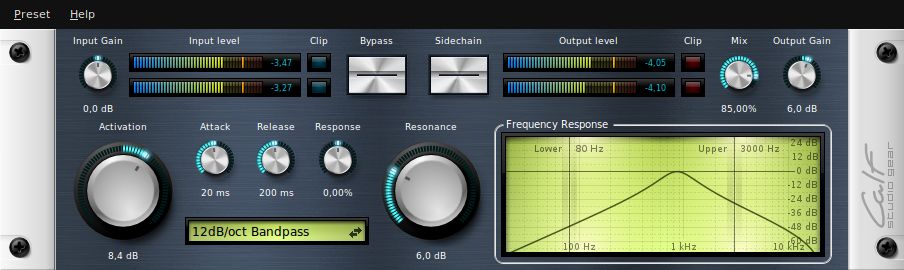 Preset Help
Input Gain Input level Clip Bypass Sidechain Output level Clip Mix Output Gain
-3,47 -4,05
-3,27 -4,10
0,0 dB 85,00% 6,0 dB
Activation Attack Release Response Resonance Frequency Response
Lower 80 Hz Upper 3000 Hz 24 dB
12 dB
0 dB
-12 dB
20 ms 200 ms 0,00% -24 dB
-36 dB
12dB/oct Bandpass -48 dB
100 Hz 1 kHz 10 kHz -60 dB
8,4 dB 6,0 dB
Calf
studio gear